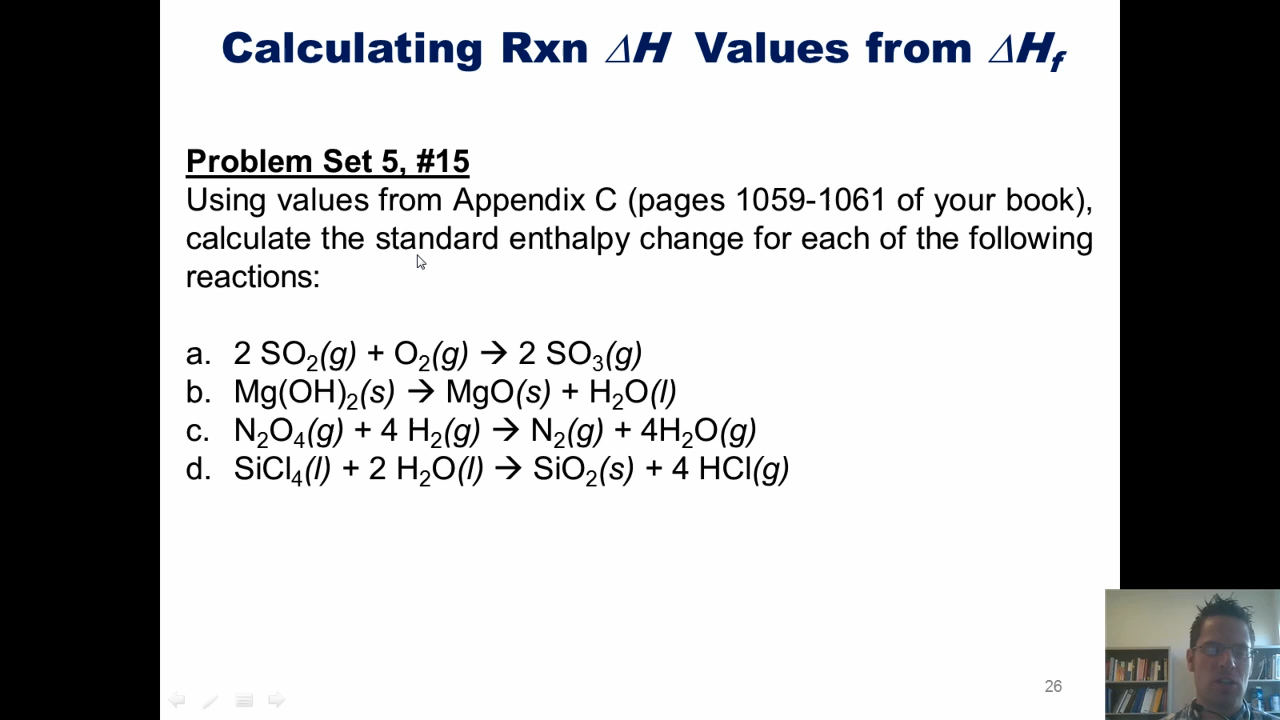 Calculating Rxn ΔH Values from ΔHf
Problem Set 5, #15
Using values from Appendix C (pages 1059-1061 of your book),
calculate the standard enthalpy change for each of the following
reactions:
a. 2 SO₂(g) + O₂(g) → 2 SO₃(g)
b. Mg(OH)₂(s) → MgO(s) + H₂O(l)
c. N₂O₄(g) + 4 H₂(g) → N₂(g) + 4H₂O(g)
d. SiCl₄(l) + 2 H₂O(l) → SiO₂(s) + 4 HCl(g)
26